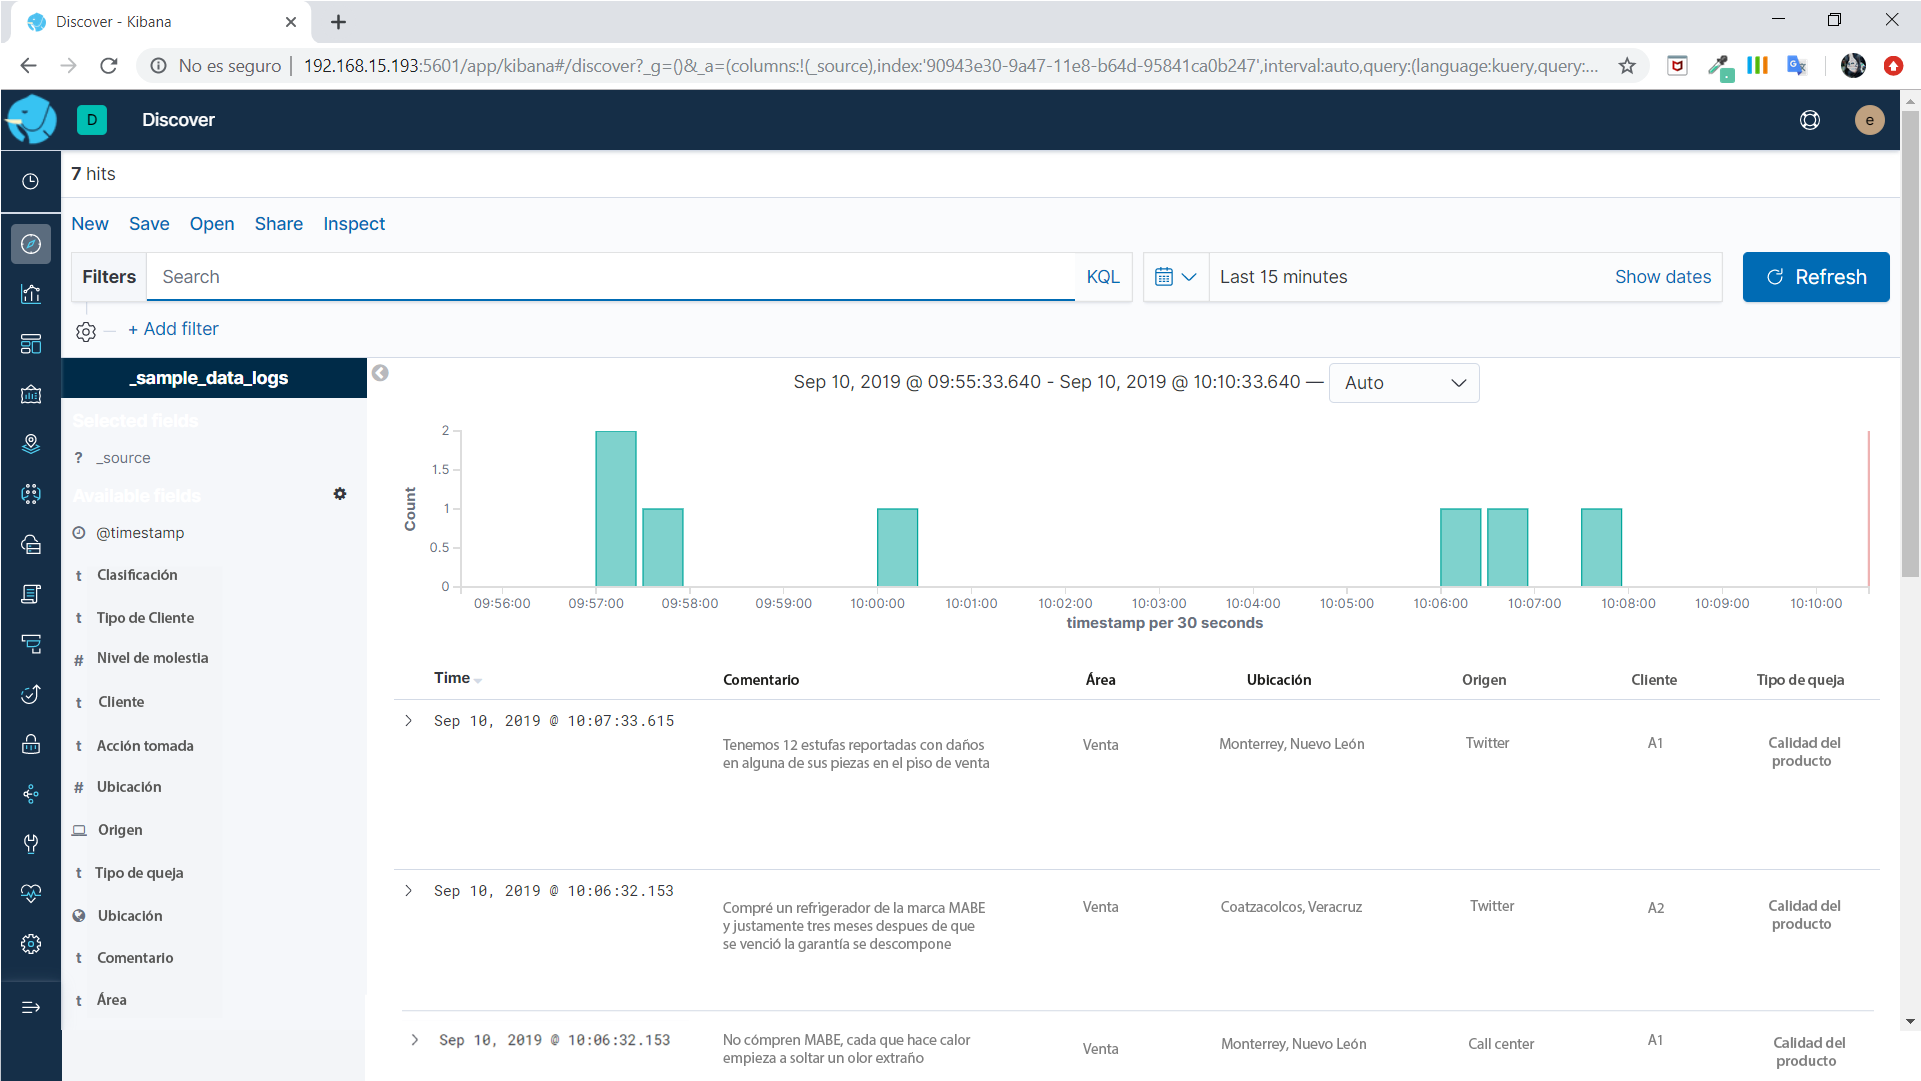 Discover - Kibana
No es seguro | 192.168.15.193:5601/app/kibana#/discover?_g=()&_a=(columns:!(_source),index:'90943e30-9a47-11e8-b64d-95841ca0b247',interval:auto,query:(language:kuery,query:...
D Discover e
7 hits
New Save Open Share Inspect
Filters Search KQL Last 15 minutes Show dates Refresh
+ Add filter
_sample_data_logs
Selected fields
? _source
Available fields
@timestamp
t Clasificación
t Tipo de Cliente
# Nivel de molestia
t Cliente
t Acción tomada
# Ubicación
Origen
t Tipo de queja
Ubicación
t Comentario
t Área
Sep 10, 2019 @ 09:55:33.640 - Sep 10, 2019 @ 10:10:33.640 — Auto
2
1.5
1
0.5
0
Count
09:56:00 09:57:00 09:58:00 09:59:00 10:00:00 10:01:00 10:02:00 10:03:00 10:04:00 10:05:00 10:06:00 10:07:00 10:08:00 10:09:00 10:10:00
timestamp per 30 seconds
Time Comentario Área Ubicación Origen Cliente Tipo de queja
Sep 10, 2019 @ 10:07:33.615
Tenemos 12 estufas reportadas con daños
en alguna de sus piezas en el piso de venta
Venta
Monterrey, Nuevo León
Twitter
A1
Calidad del
producto
Sep 10, 2019 @ 10:06:32.153
Compré un refrigerador de la marca MABE
y justamente tres meses despues de que
se venció la garantía se descompone
Venta
Coatzacolcos, Veracruz
Twitter
A2
Calidad del
producto
Sep 10, 2019 @ 10:06:32.153
No cómpren MABE, cada que hace calor
empieza a soltar un olor extraño
Venta
Monterrey, Nuevo León
Call center
A1
Calidad del
producto